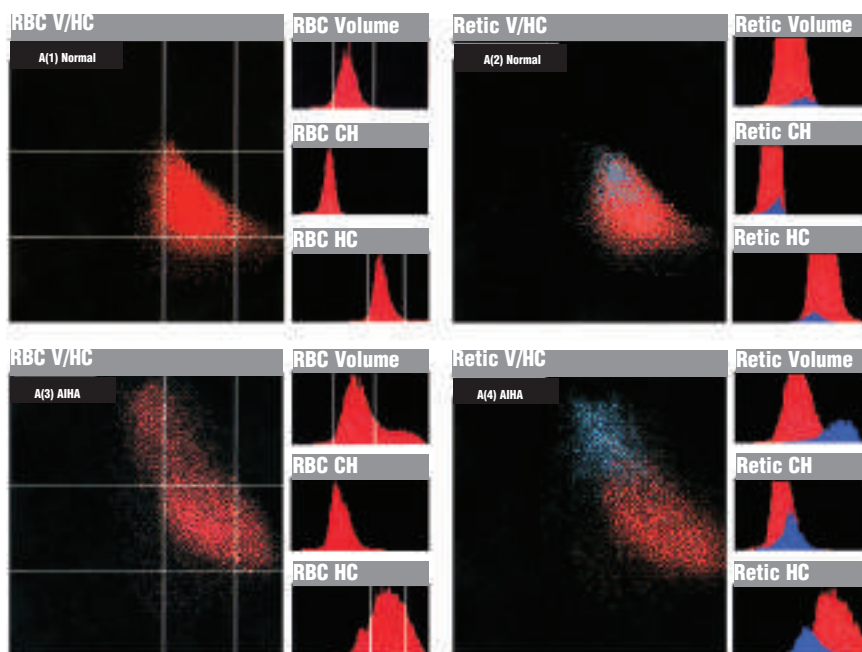 RBC V/HC
A(1) Normal
RBC Volume
RBC CH
RBC HC
Retic V/HC
A(2) Normal
Retic Volume
Retic CH
Retic HC
RBC V/HC
A(3) AIHA
RBC Volume
RBC CH
RBC HC
Retic V/HC
A(4) AIHA
Retic Volume
Retic CH
Retic HC